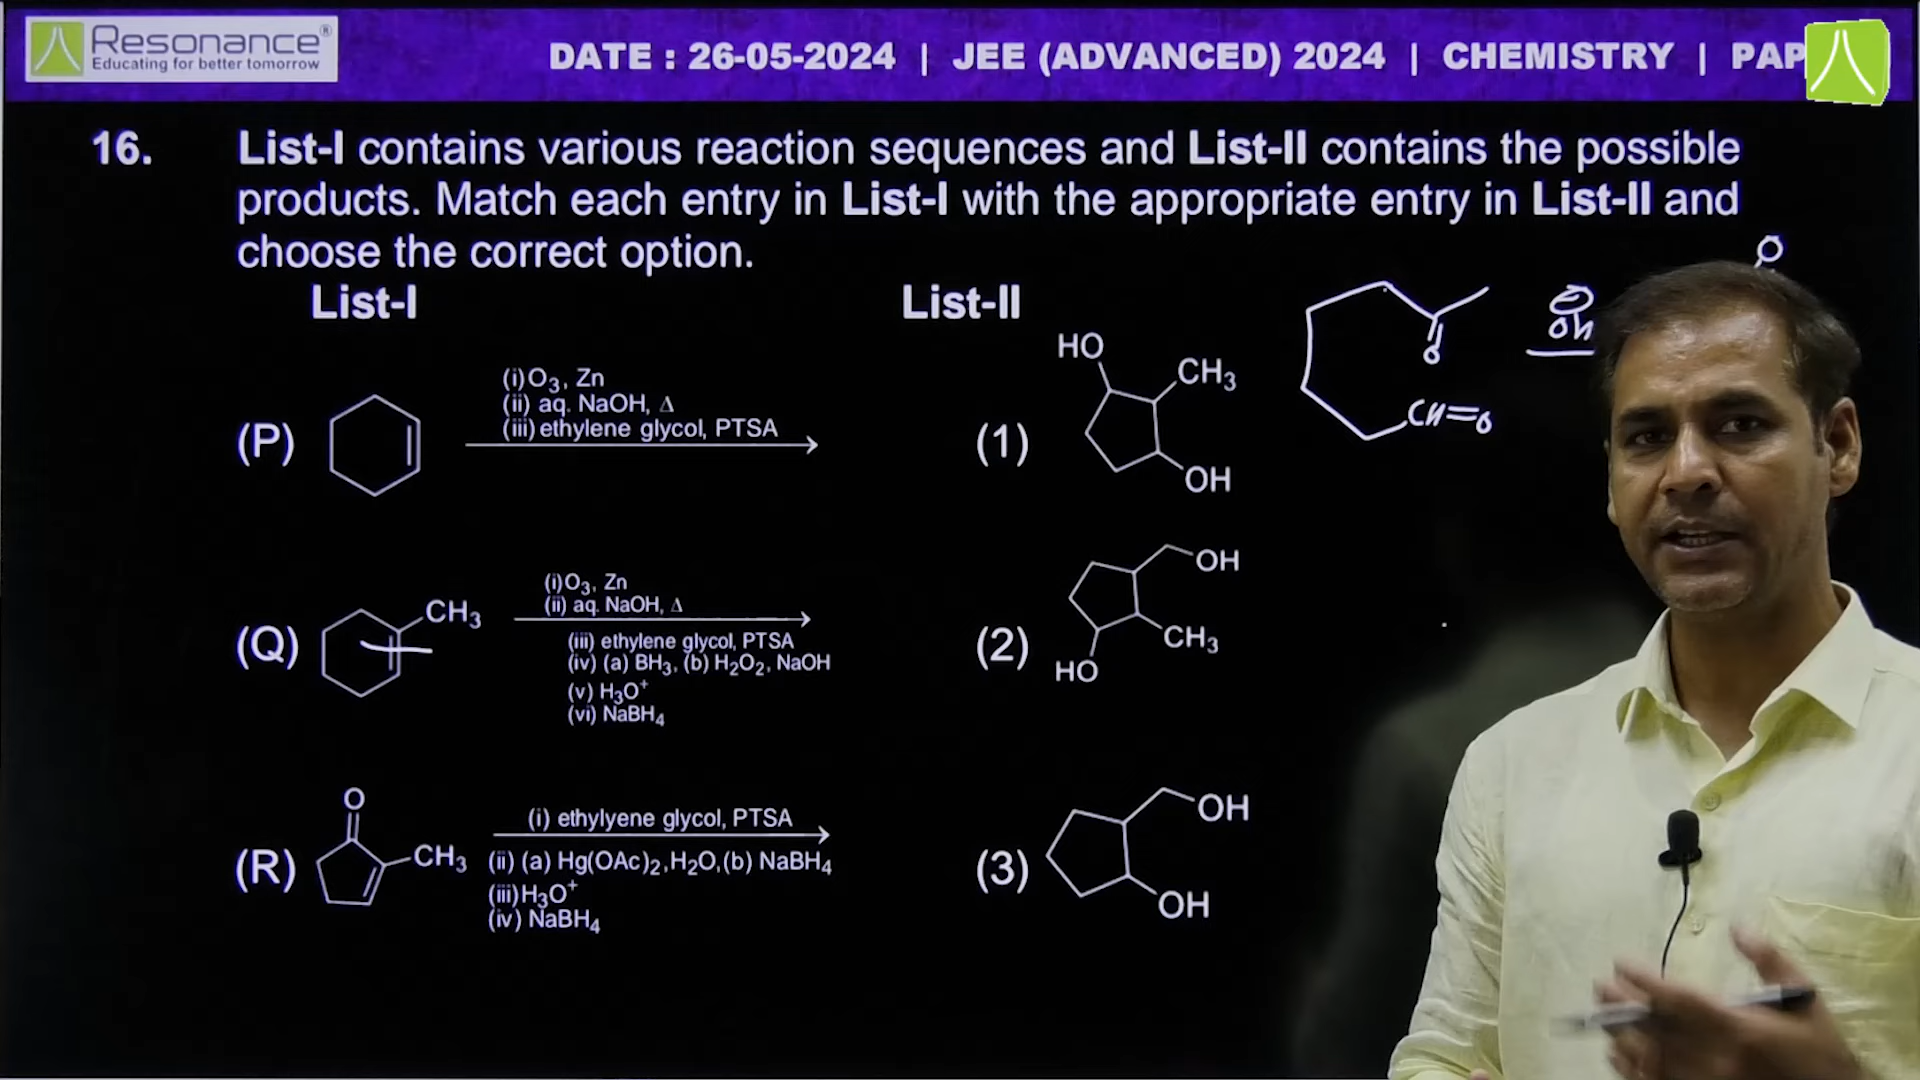 Resonance®
Educating for better tomorrow
DATE : 26-05-2024 | JEE (ADVANCED) 2024 | CHEMISTRY | PAP
16. List-I contains various reaction sequences and List-II contains the possible
products. Match each entry in List-I with the appropriate entry in List-II and
choose the correct option.
List-I List-II
(P)
(i) O3, Zn
(ii) aq. NaOH, Δ
(iii) ethylene glycol, PTSA
(1)
HO
CH3
OH
(Q)
CH3
(i) O3, Zn
(ii) aq. NaOH, Δ
(iii) ethylene glycol, PTSA
(iv) (a) BH3, (b) H2O2, NaOH
(v) H3O+
(vi) NaBH4
(2)
OH
CH3
HO
(R)
O
CH3
(i) ethylyene glycol, PTSA
(ii) (a) Hg(OAc)2,H2O,(b) NaBH4
(iii)H3O+
(iv) NaBH4
(3)
OH
OH
O
CH=O
⊖
OH
O